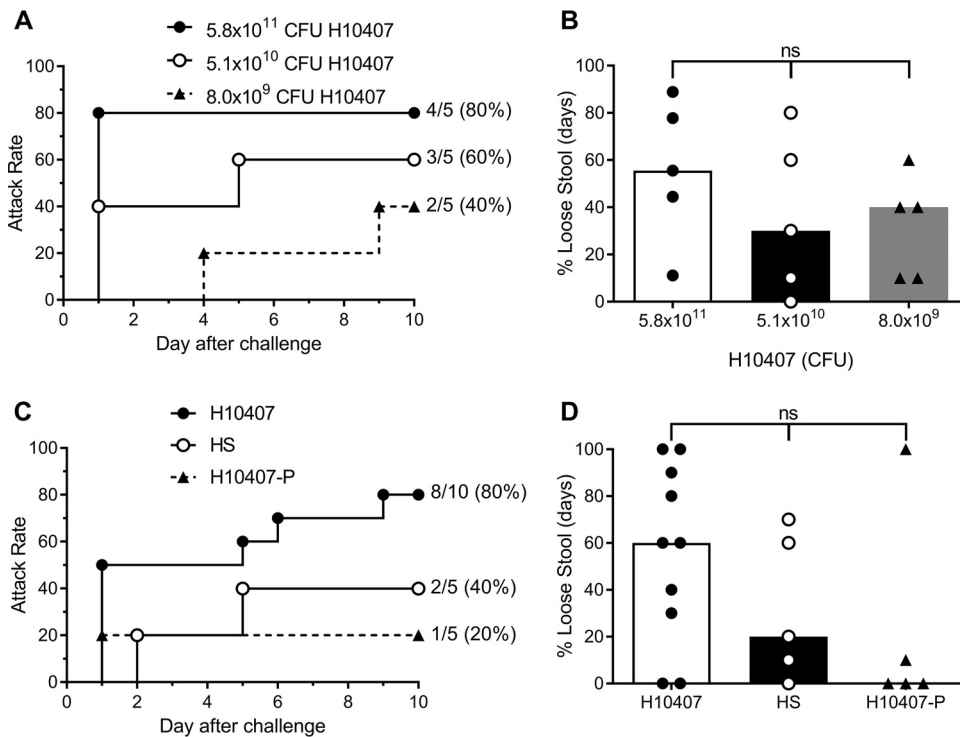 A
5.8x10¹¹ CFU H10407
5.1x10¹⁰ CFU H10407
8.0x10⁹ CFU H10407
Attack Rate
100
80
60
40
20
0
4/5 (80%)
3/5 (60%)
2/5 (40%)
0 2 4 6 8 10
Day after challenge
B
ns
% Loose Stool (days)
100
80
60
40
20
0
5.8x10¹¹ 5.1x10¹⁰ 8.0x10⁹
H10407 (CFU)
C
H10407
HS
H10407-P
Attack Rate
100
80
60
40
20
0
8/10 (80%)
2/5 (40%)
1/5 (20%)
0 2 4 6 8 10
Day after challenge
D
ns
% Loose Stool (days)
100
80
60
40
20
0
H10407 HS H10407-P